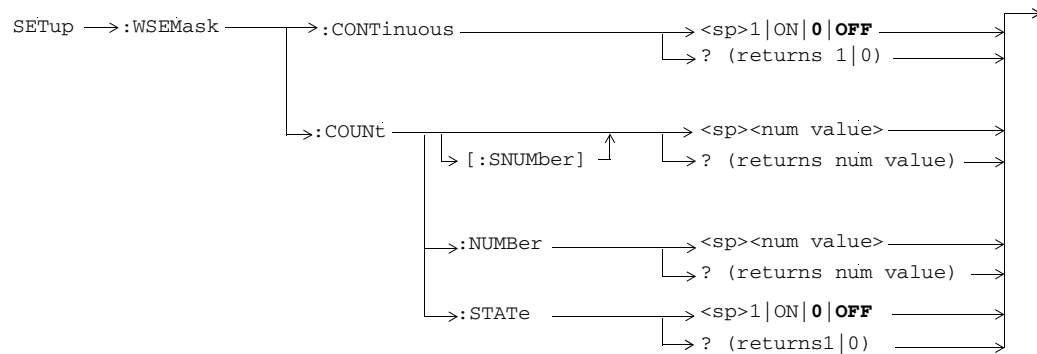 SETup :WSEMask :CONTinuous <sp>1|ON|0|OFF
? (returns 1|0)
:COUNt <sp><num value>
[:SNUMber] ? (returns num value)
:NUMBer <sp><num value>
? (returns num value)
:STATe <sp>1|ON|0|OFF
? (returns1|0)